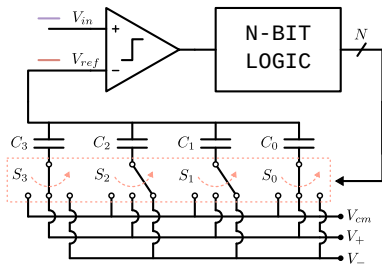 V_in
+
N-BIT
LOGIC
N
V_ref
−
C_3
C_2
C_1
C_0
S_3
S_2
S_1
S_0
V_cm
V_+
V_−